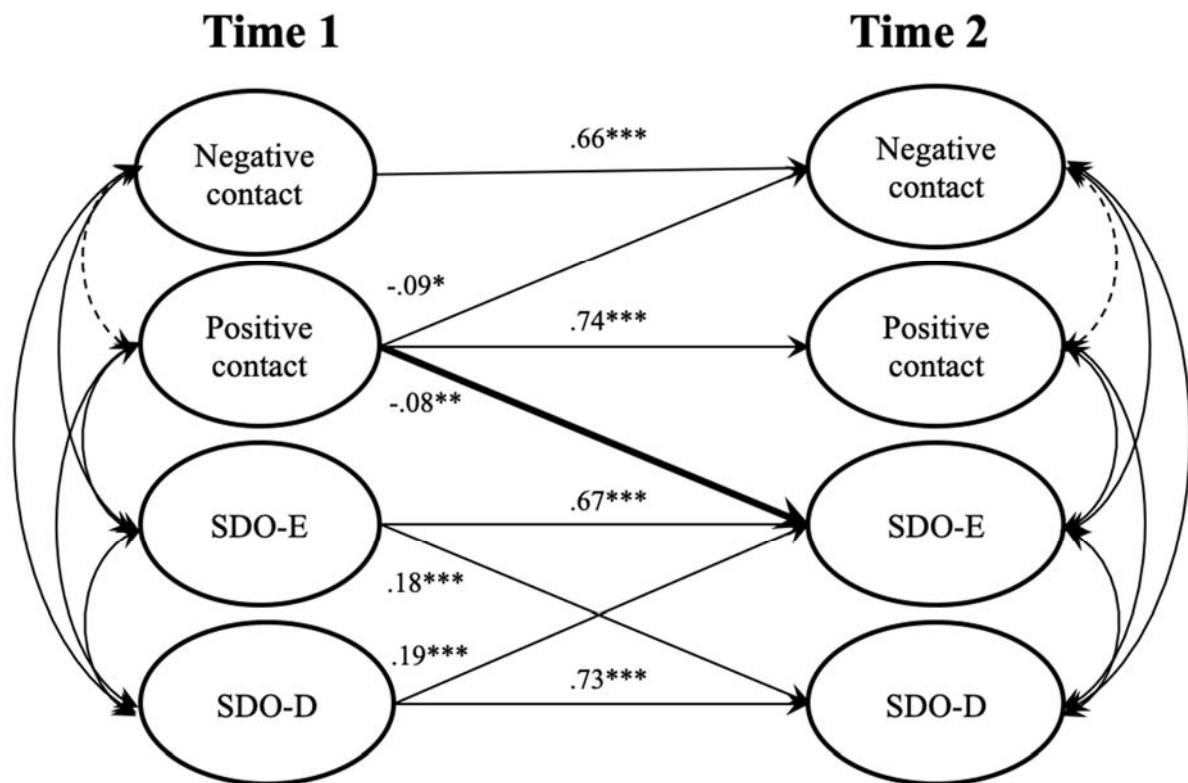 Time 1
Time 2
Negative
contact
.66***
Negative
contact
-.09*
Positive
contact
.74***
Positive
contact
-.08**
SDO-E
.67***
SDO-E
.18***
.19***
SDO-D
.73***
SDO-D